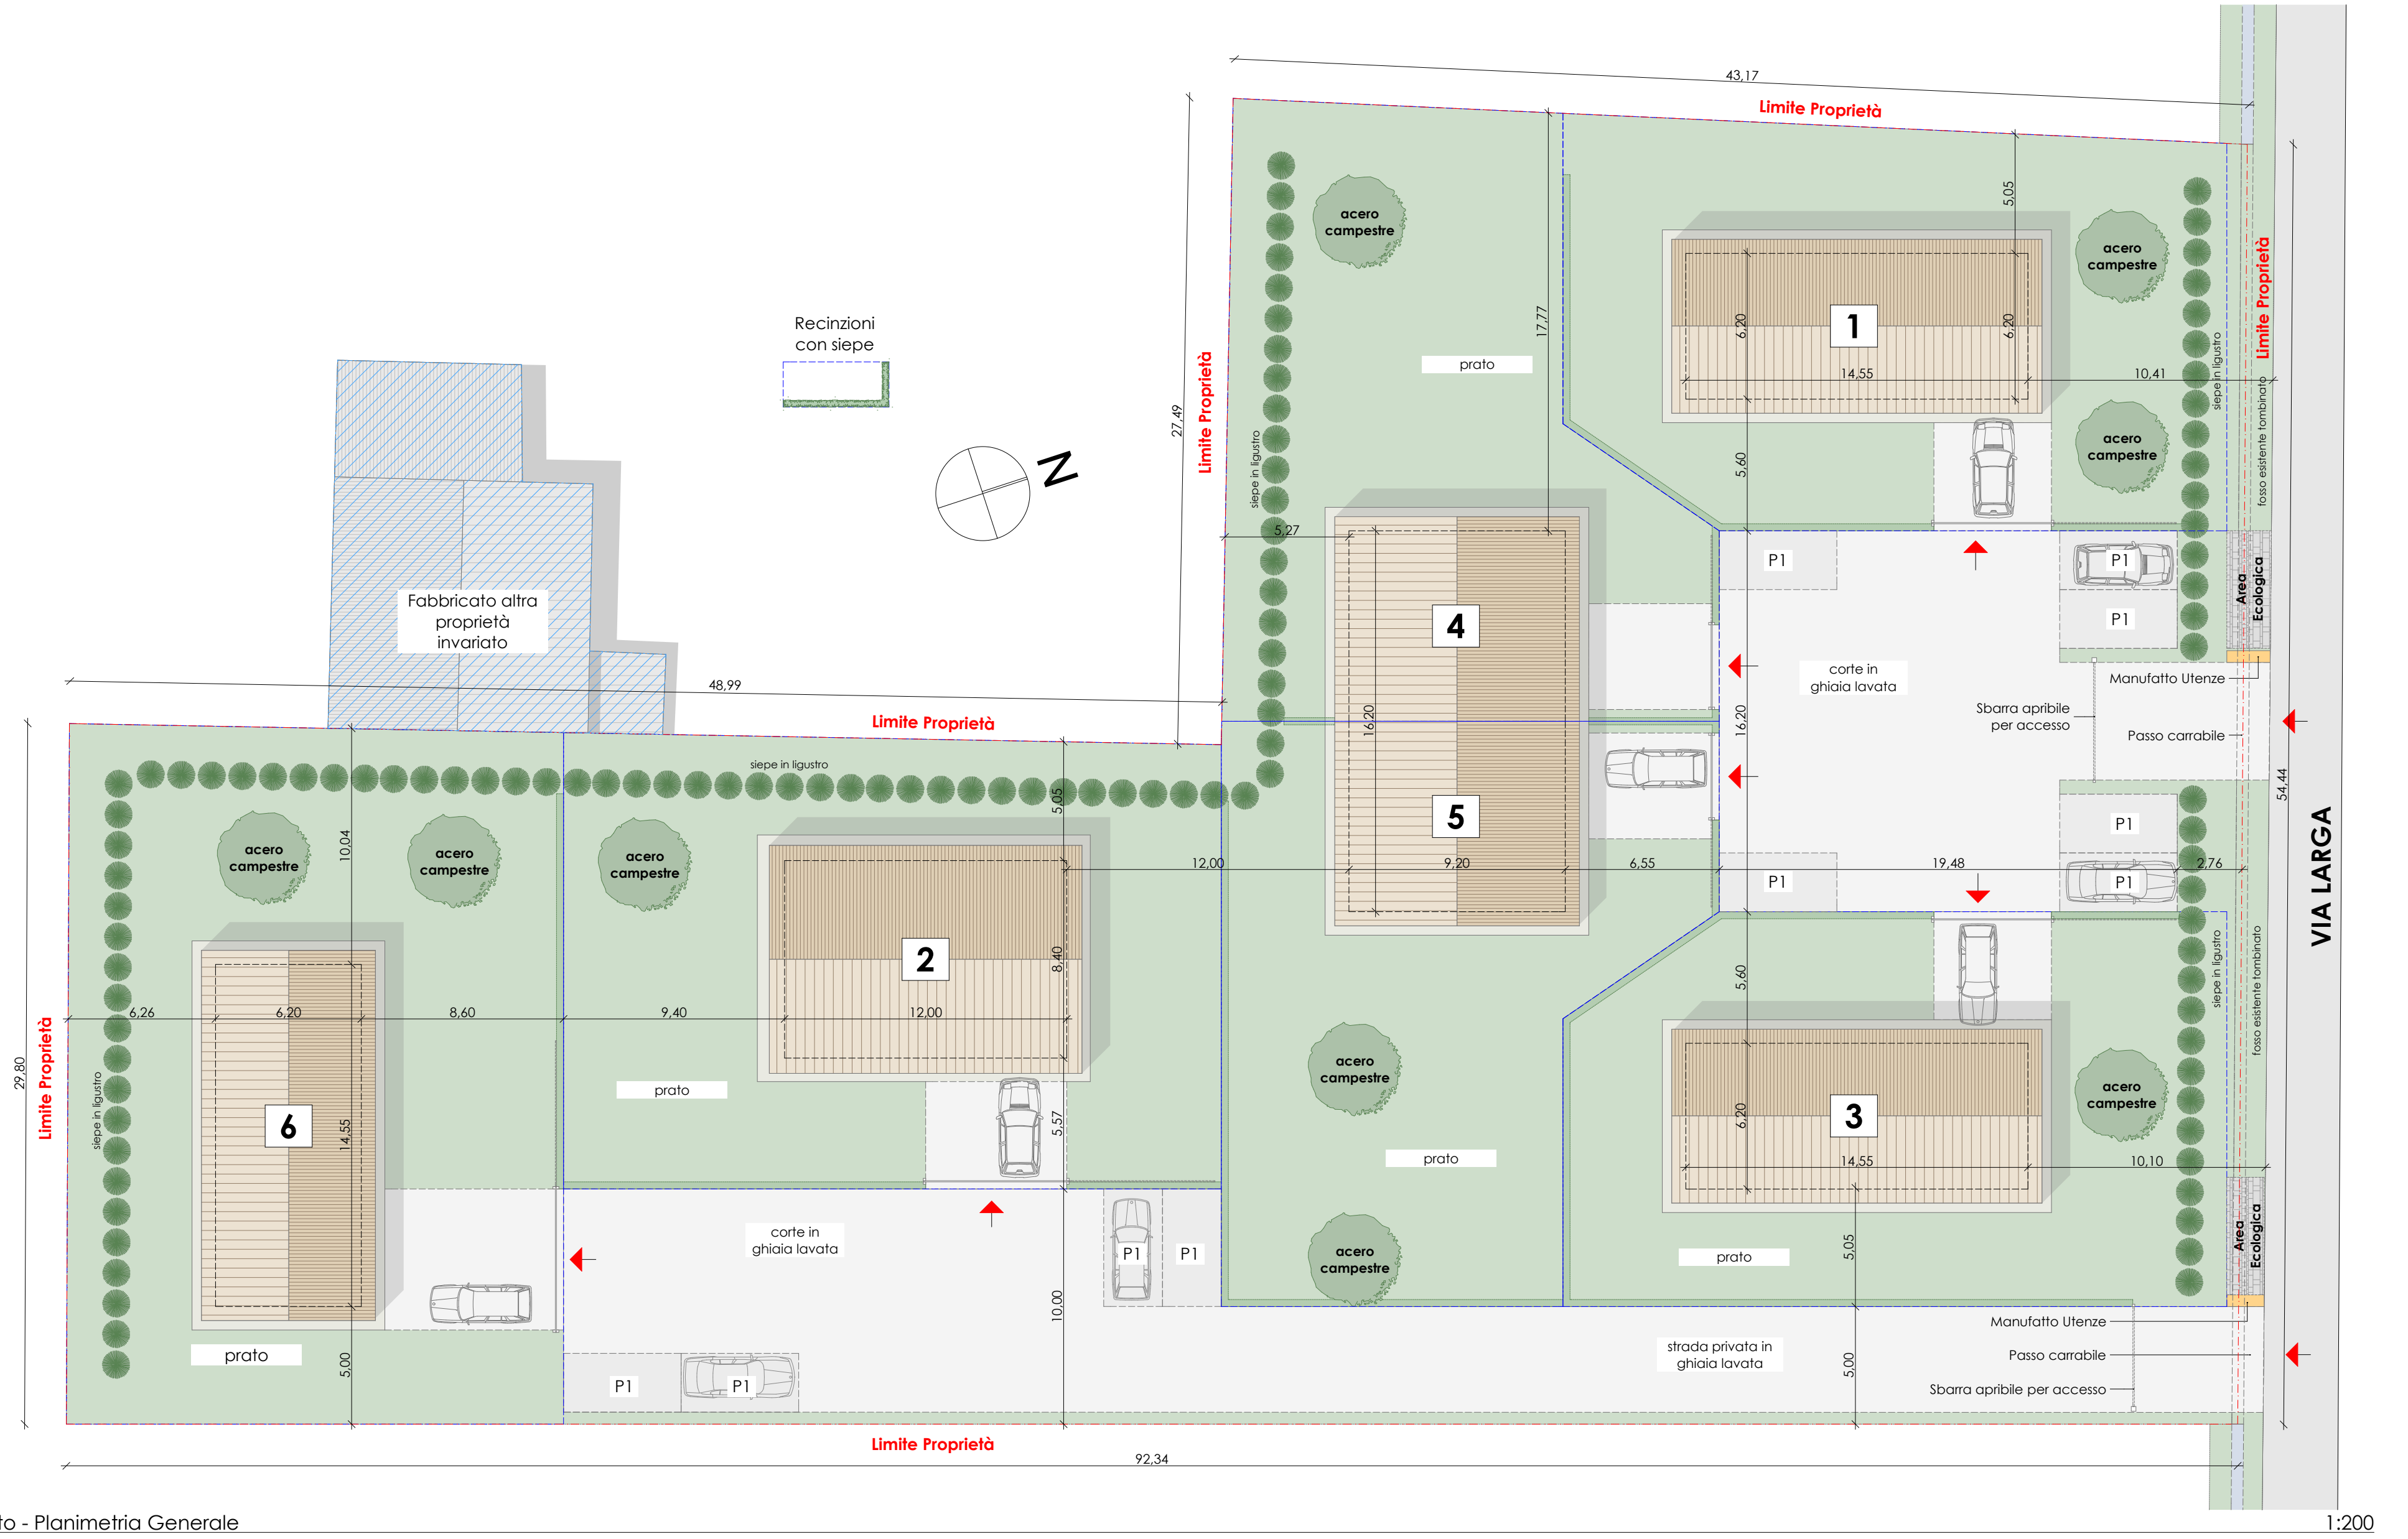 43,17
Limite Proprietà
acero
campestre
5,05
acero
campestre
Limite Proprietà
Recinzioni
con siepe
17,77
1
6,20
6,20
prato
14,55
10,41
siepe in ligustro
fosso esistente tombinato
27,49
Limite Proprietà
siepe in ligustro
N
acero
campestre
5,60
5,27
P1
P1
P1
Area
Ecologica
Fabbricato altra
proprietà
invariato
4
corte in
ghiaia lavata
Manufatto Utenze
48,99
Limite Proprietà
16,20
16,20
Sbarra apribile
per accesso
Passo carrabile
siepe in ligustro
54,44
VIA LARGA
5,05
10,04
acero
campestre
acero
campestre
acero
campestre
5
P1
12,00
9,20
6,55
19,48
2,76
P1
P1
2
8,40
5,60
siepe in ligustro
fosso esistente tombinato
6,26
6,20
8,60
9,40
12,00
29,80
Limite Proprietà
siepe in ligustro
prato
acero
campestre
acero
campestre
6
14,55
5,57
3
6,20
prato
14,55
10,10
corte in
ghiaia lavata
P1
P1
acero
campestre
prato
5,05
Area
Ecologica
10,00
Manufatto Utenze
prato
5,00
strada privata in
ghiaia lavata
5,00
Passo carrabile
P1
P1
Sbarra apribile per accesso
Limite Proprietà
92,34
to - Planimetria Generale
1:200